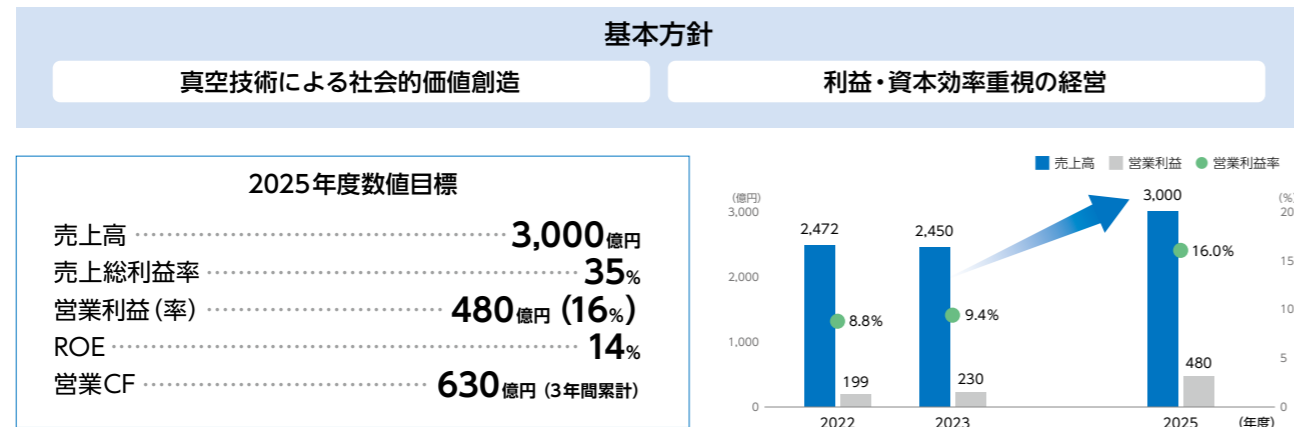 基本方針
真空技術による社会的価値創造
利益・資本効率重視の経営
2025年度数値目標
売上高 3,000億円
売上総利益率 35%
営業利益(率) 480億円(16%)
ROE 14%
営業CF 630億円(3年間累計)
売上高 営業利益 営業利益率
(億円)
(%)
3,000
2,000
1,000
0
20
15
10
5
0
2,472
2,450
3,000
8.8%
9.4%
16.0%
199
230
480
2022
2023
2025
(年度)